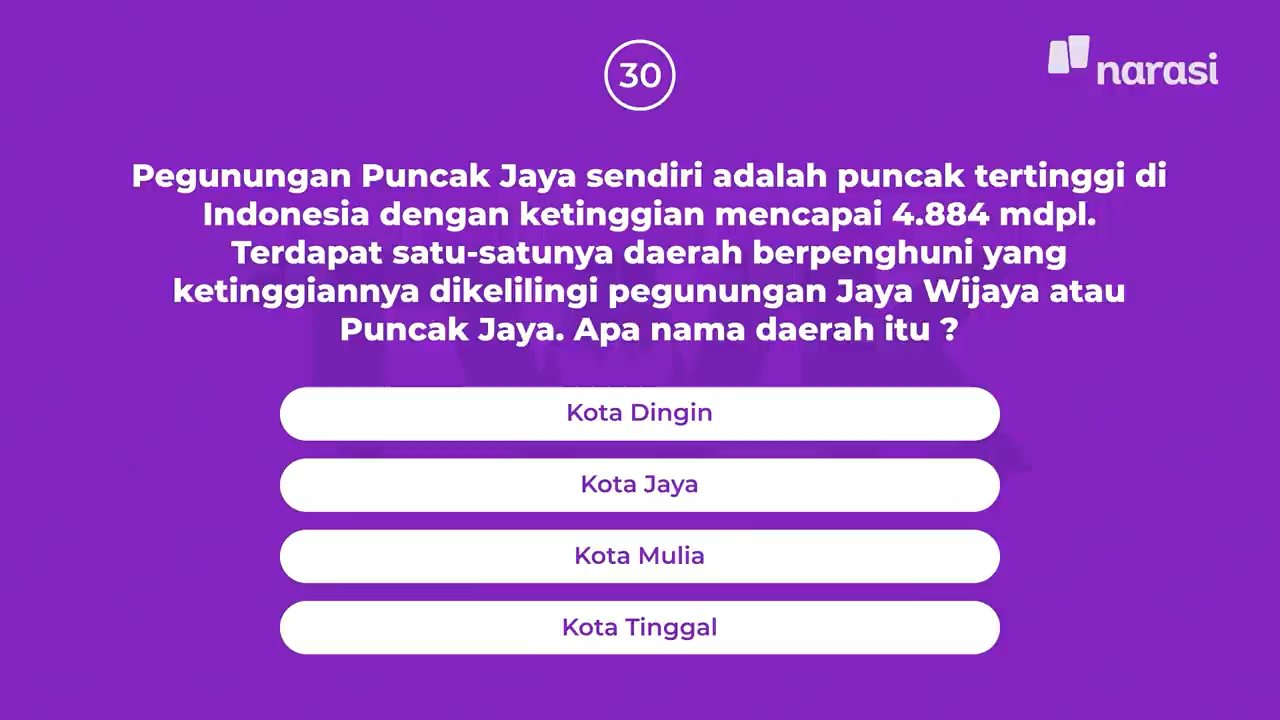 30
narasi
Pegunungan Puncak Jaya sendiri adalah puncak tertinggi di
Indonesia dengan ketinggian mencapai 4.884 mdpl.
Terdapat satu-satunya daerah berpenghuni yang
ketinggiannya dikelilingi pegunungan Jaya Wijaya atau
Puncak Jaya. Apa nama daerah itu ?
Kota Dingin
Kota Jaya
Kota Mulia
Kota Tinggal